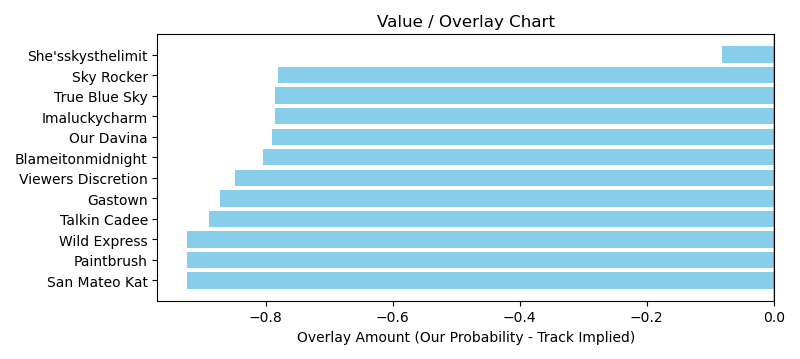 Value / Overlay Chart
She'sskysthelimit
Sky Rocker
True Blue Sky
Imaluckycharm
Our Davina
Blameitonmidnight
Viewers Discretion
Gastown
Talkin Cadee
Wild Express
Paintbrush
San Mateo Kat
−0.8 −0.6 −0.4 −0.2 0.0
Overlay Amount (Our Probability - Track Implied)